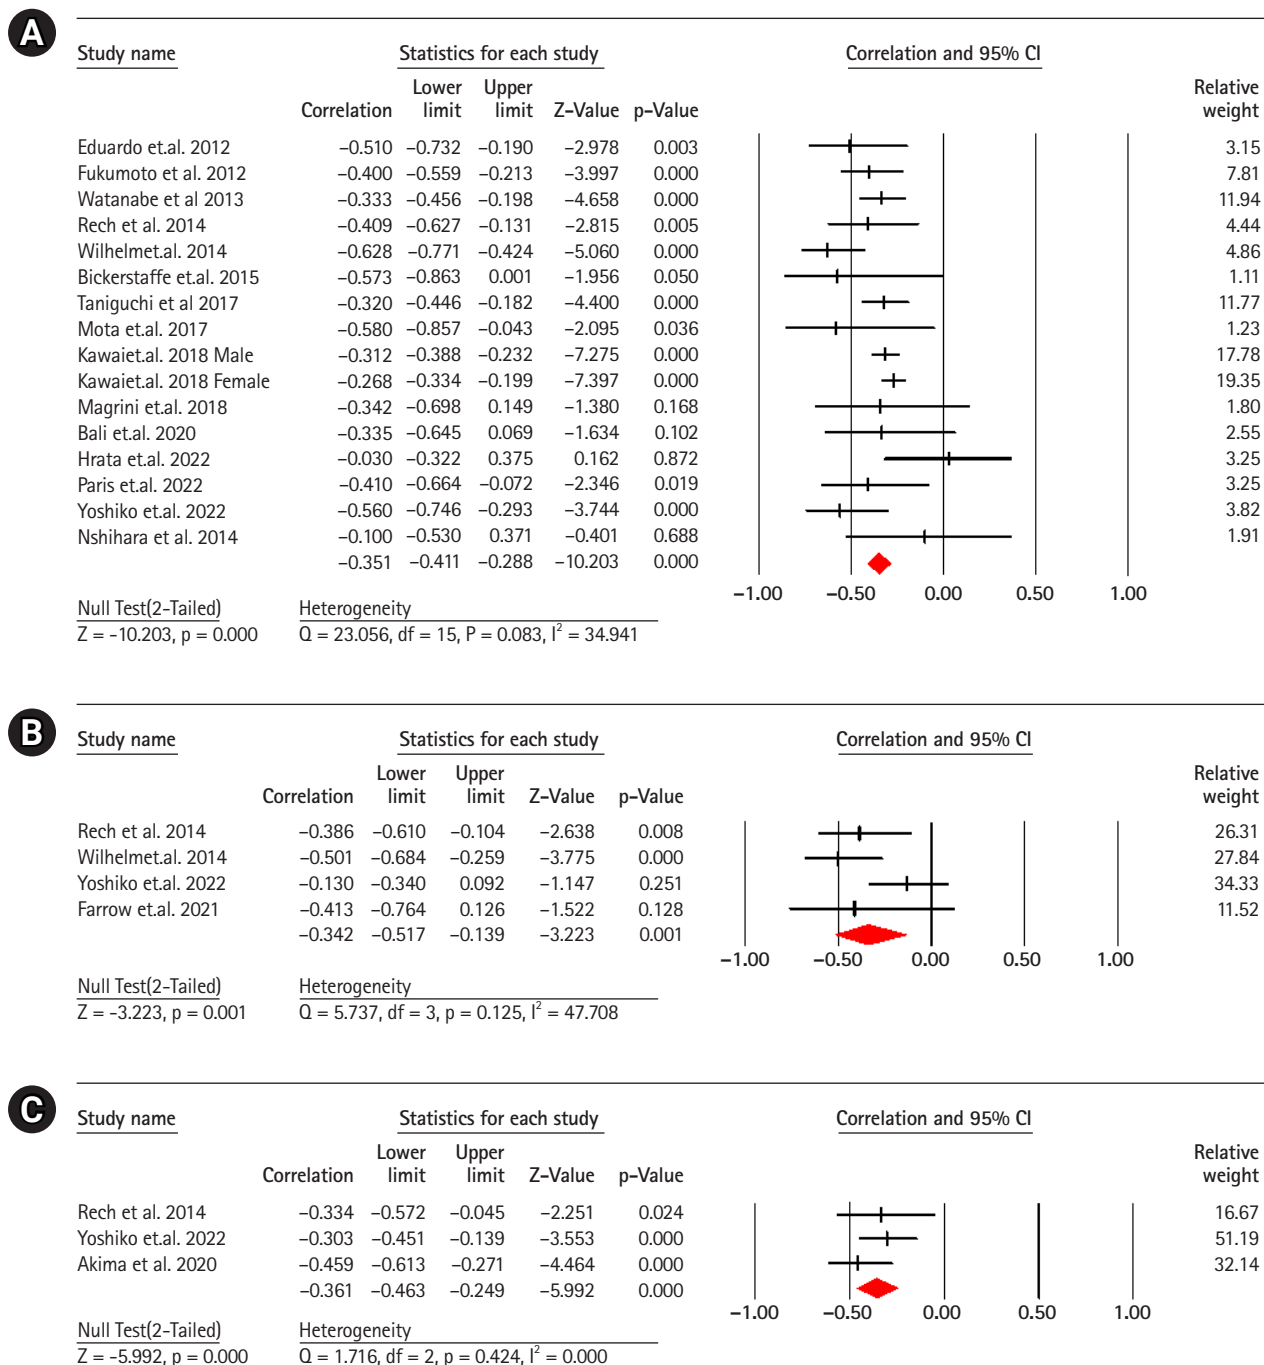 A
Study name Statistics for each study Correlation and 95% CI
Lower Upper Relative
Correlation limit limit Z-Value p-Value weight
Eduardo et.al. 2012 −0.510 −0.732 −0.190 −2.978 0.003 3.15
Fukumoto et al. 2012 −0.400 −0.559 −0.213 −3.997 0.000 7.81
Watanabe et al 2013 −0.333 −0.456 −0.198 −4.658 0.000 11.94
Rech et al. 2014 −0.409 −0.627 −0.131 −2.815 0.005 4.44
Wilhelmet.al. 2014 −0.628 −0.771 −0.424 −5.060 0.000 4.86
Bickerstaffe et.al. 2015 −0.573 −0.863 0.001 −1.956 0.050 1.11
Taniguchi et al 2017 −0.320 −0.446 −0.182 −4.400 0.000 11.77
Mota et.al. 2017 −0.580 −0.857 −0.043 −2.095 0.036 1.23
Kawaiet.al. 2018 Male −0.312 −0.388 −0.232 −7.275 0.000 17.78
Kawaiet.al. 2018 Female −0.268 −0.334 −0.199 −7.397 0.000 19.35
Magrini et.al. 2018 −0.342 −0.698 0.149 −1.380 0.168 1.80
Bali et.al. 2020 −0.335 −0.645 0.069 −1.634 0.102 2.55
Hrata et.al. 2022 −0.030 −0.322 0.375 0.162 0.872 3.25
Paris et.al. 2022 −0.410 −0.664 −0.072 −2.346 0.019 3.25
Yoshiko et.al. 2022 −0.560 −0.746 −0.293 −3.744 0.000 3.82
Nshihara et al. 2014 −0.100 −0.530 0.371 −0.401 0.688 1.91
−0.351 −0.411 −0.288 −10.203 0.000
−1.00 −0.50 0.00 0.50 1.00
Null Test(2-Tailed) Heterogeneity
Z = -10.203, p = 0.000 Q = 23.056, df = 15, P = 0.083, I² = 34.941
B
Study name Statistics for each study Correlation and 95% CI
Lower Upper Relative
Correlation limit limit Z-Value p-Value weight
Rech et al. 2014 −0.386 −0.610 −0.104 −2.638 0.008 26.31
Wilhelmet.al. 2014 −0.501 −0.684 −0.259 −3.775 0.000 27.84
Yoshiko et.al. 2022 −0.130 −0.340 0.092 −1.147 0.251 34.33
Farrow et.al. 2021 −0.413 −0.764 0.126 −1.522 0.128 11.52
−0.342 −0.517 −0.139 −3.223 0.001
−1.00 −0.50 0.00 0.50 1.00
Null Test(2-Tailed) Heterogeneity
Z = -3.223, p = 0.001 Q = 5.737, df = 3, p = 0.125, I² = 47.708
C
Study name Statistics for each study Correlation and 95% CI
Lower Upper Relative
Correlation limit limit Z-Value p-Value weight
Rech et al. 2014 −0.334 −0.572 −0.045 −2.251 0.024 16.67
Yoshiko et.al. 2022 −0.303 −0.451 −0.139 −3.553 0.000 51.19
Akima et al. 2020 −0.459 −0.613 −0.271 −4.464 0.000 32.14
−0.361 −0.463 −0.249 −5.992 0.000
−1.00 −0.50 0.00 0.50 1.00
Null Test(2-Tailed) Heterogeneity
Z = -5.992, p = 0.000 Q = 1.716, df = 2, p = 0.424, I² = 0.000